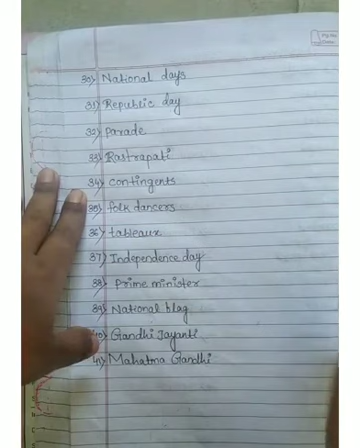 30) National days
31) Republic day
32) Parade
33) Rastrapati
34) contingents
35) folk dancers
36) tableaux
37) Independence day
38) Prime minister
39) National blag
40) Gandhi Jayanti
41) Mahatma Gandhi